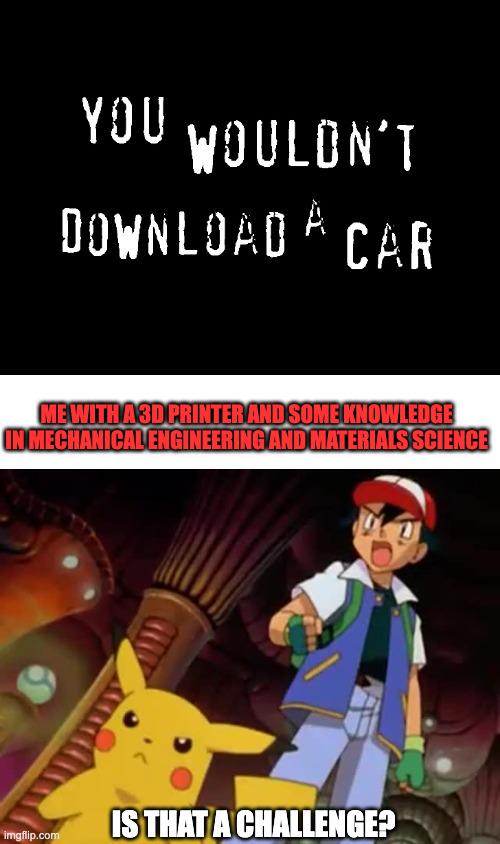 YOU WOULDN'T
DOWNLOAD A CAR
ME WITH A 3D PRINTER AND SOME KNOWLEDGE
IN MECHANICAL ENGINEERING AND MATERIALS SCIENCE
IS THAT A CHALLENGE?
imgflip.com